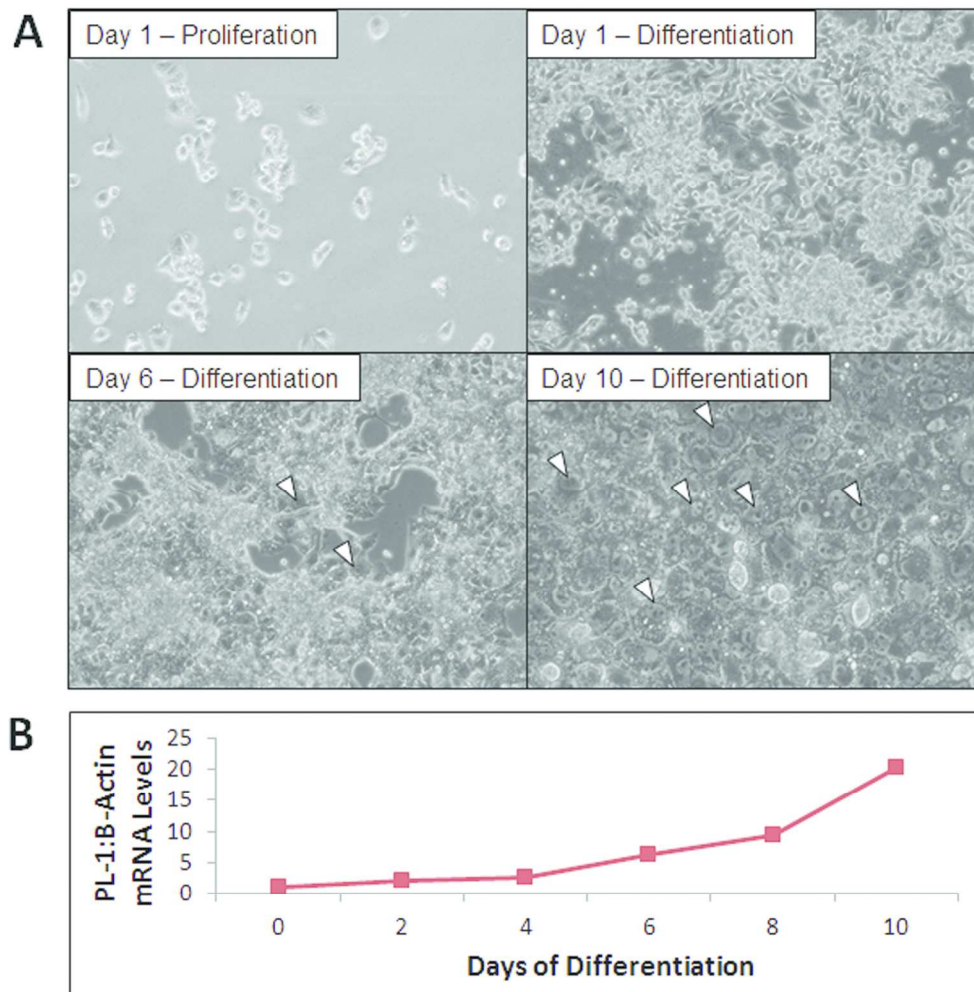 A
Day 1 – Proliferation
Day 1 – Differentiation
Day 6 – Differentiation
Day 10 – Differentiation
B
PL-1:B-Actin
mRNA Levels
25
20
15
10
5
0
0 2 4 6 8 10
Days of Differentiation